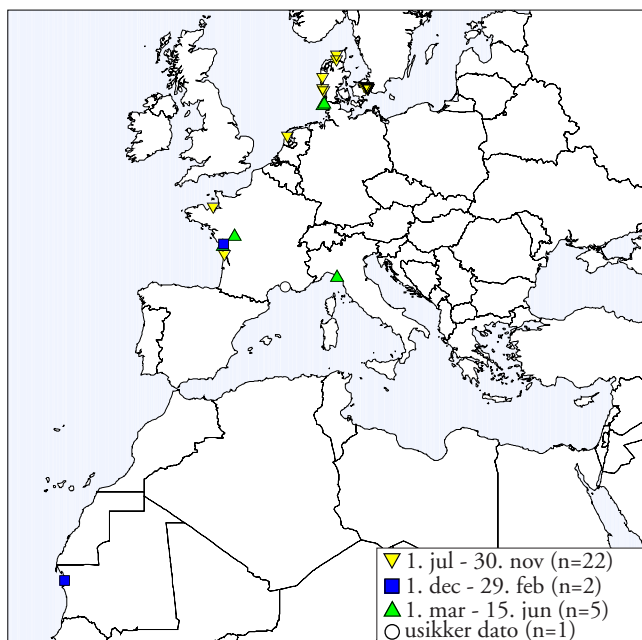 1. jul - 30. nov (n=22)
1. dec - 29. feb (n=2)
1. mar - 15. jun (n=5)
usikker dato (n=1)